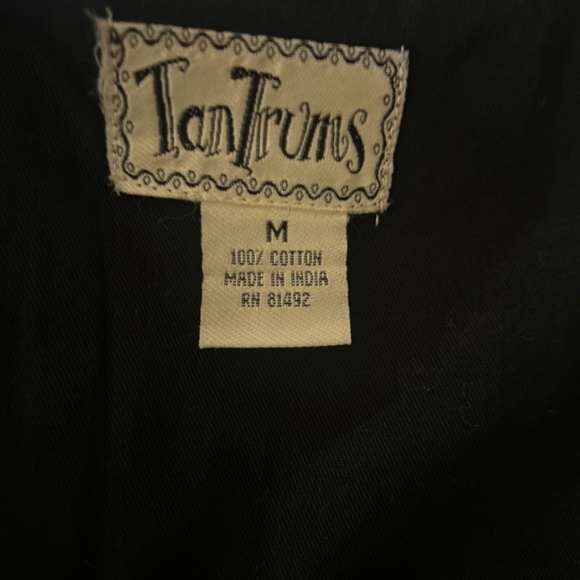 TanTrums
M
100% COTTON
MADE IN INDIA
RN 81492